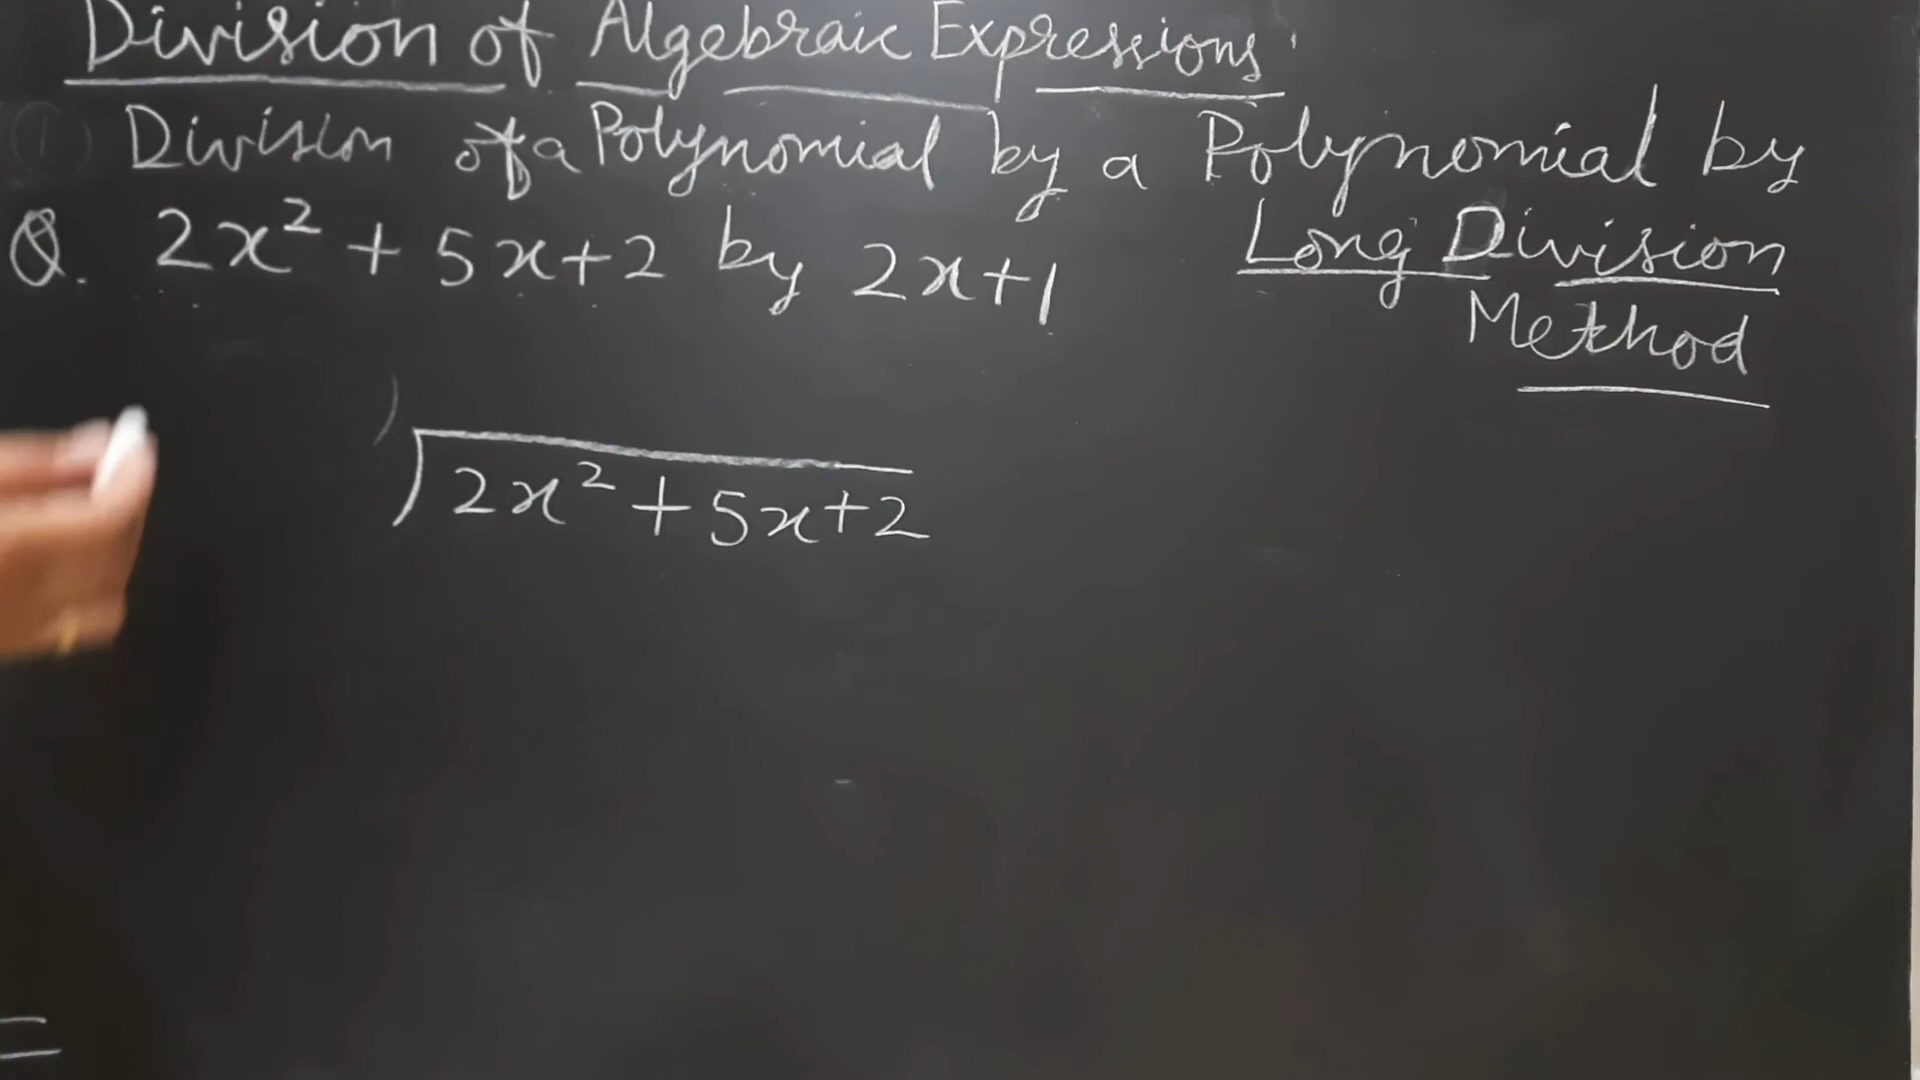 Division of Algebraic Expressions
(1) Division of a Polynomial by a Polynomial by
Long Division
Method
Q. 2x² + 5x+2 by 2x+1
2x² + 5x+2
=